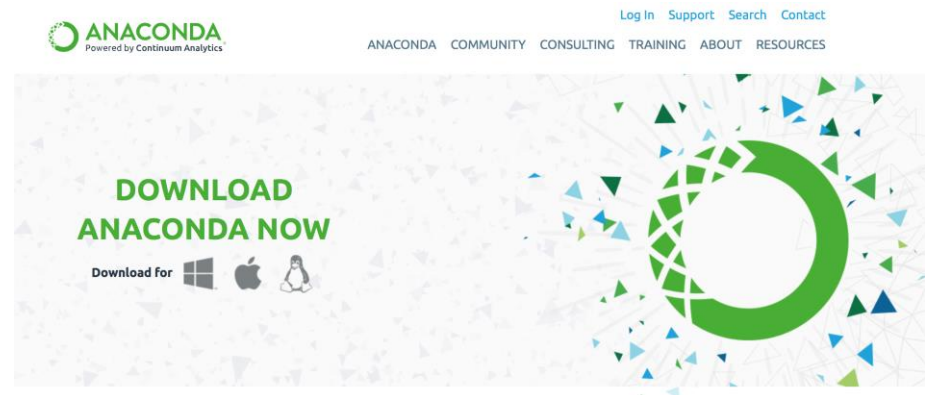 Log In Support Search Contact
ANACONDA
Powered by Continuum Analytics
ANACONDA COMMUNITY CONSULTING TRAINING ABOUT RESOURCES
DOWNLOAD
ANACONDA NOW
Download for